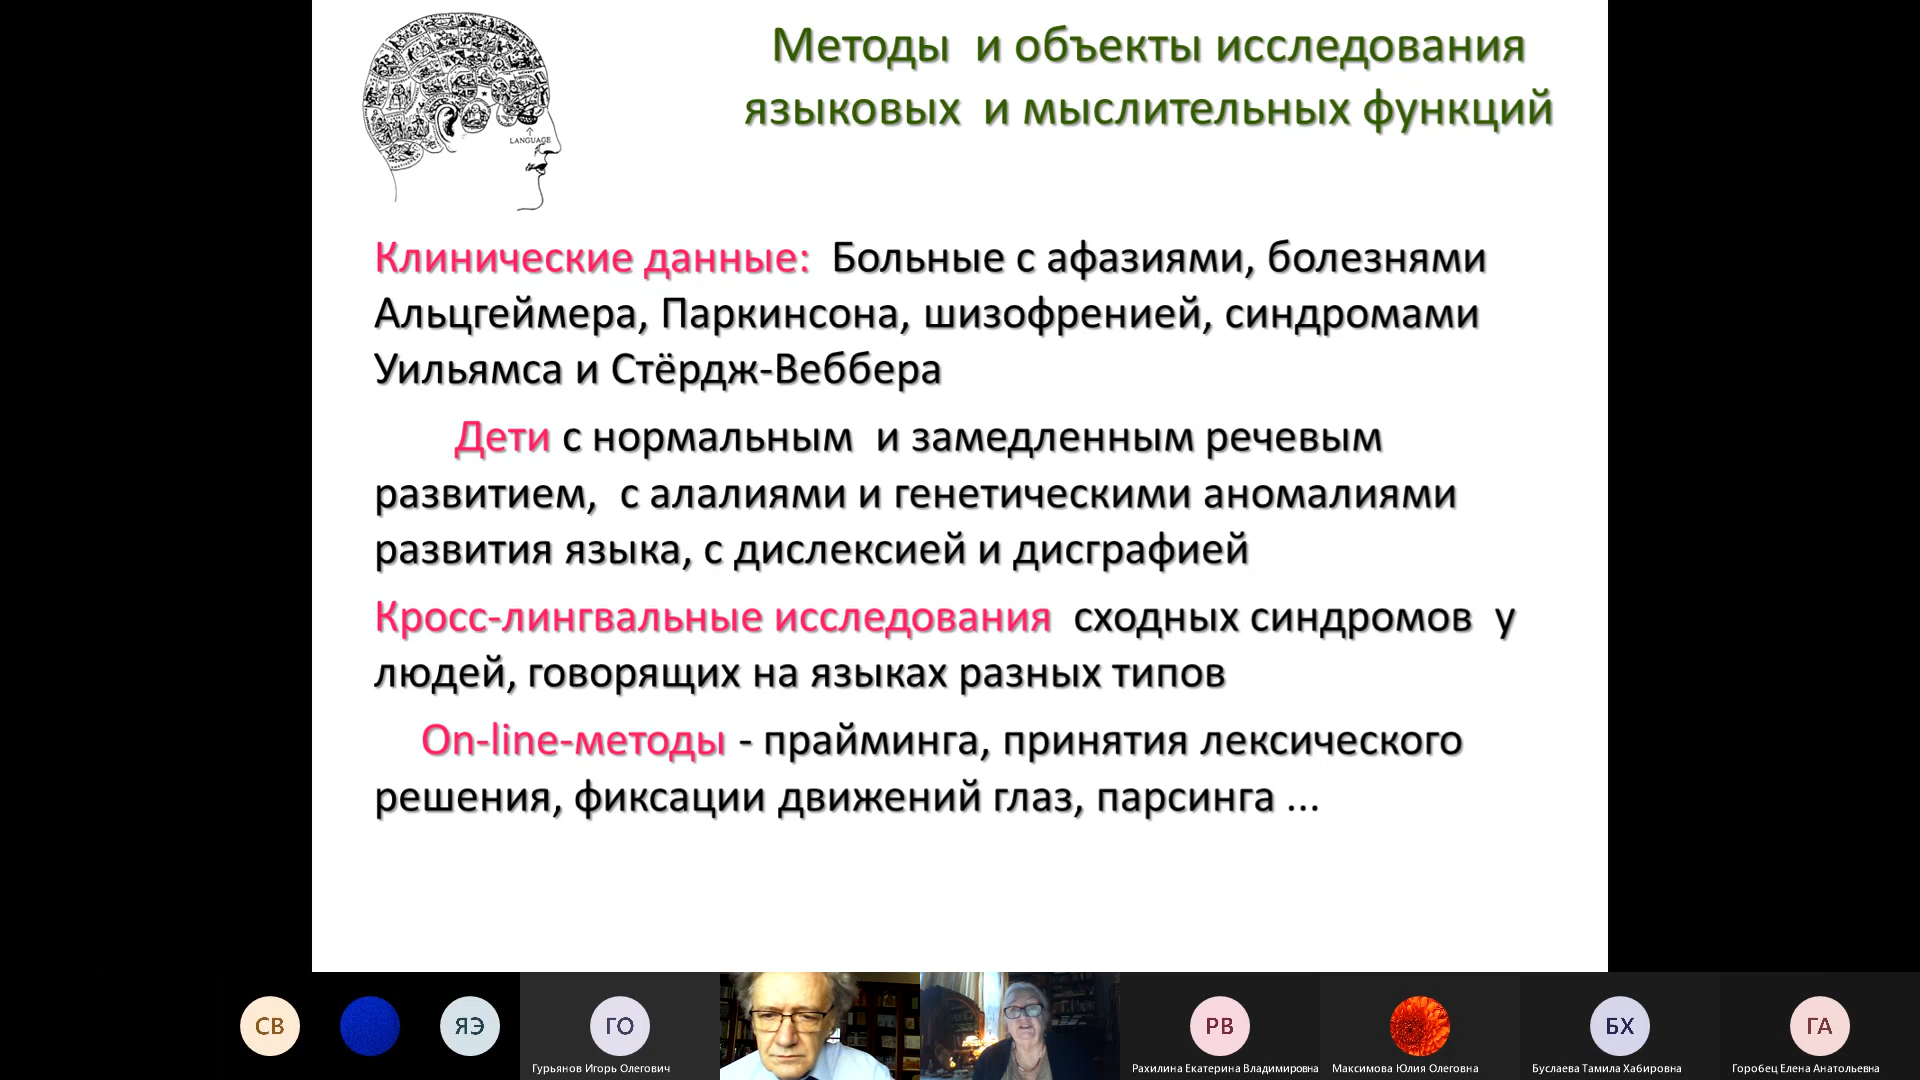 Методы и объекты исследования
языковых и мыслительных функций
LANGUAGE
Клинические данные: Больные с афазиями, болезнями
Альцгеймера, Паркинсона, шизофренией, синдромами
Уильямса и Стёрдж-Веббера
Дети с нормальным и замедленным речевым
развитием, с алалиями и генетическими аномалиями
развития языка, с дислексией и дисграфией
Кросс-лингвальные исследования сходных синдромов у
людей, говорящих на языках разных типов
On-line-методы - прайминга, принятия лексического
решения, фиксации движений глаз, парсинга ...
СВ
ЯЭ
ГО
РВ
БХ
ГА
Гурьянов Игорь Олегович
Рахилина Екатерина Владимировна
Максимова Юлия Олеговна
Буслаева Тамила Хабировна
Горобец Елена Анатольевна